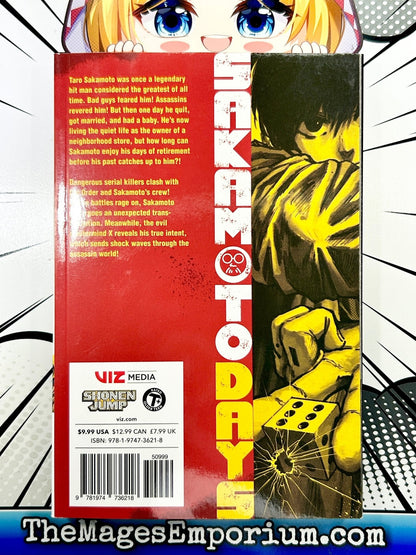 Taro Sakamoto was once a legendary
hit man considered the greatest of all
time. Bad guys feared him! Assassins
revered him! But then one day he quit,
got married, and had a baby. He's now
living the quiet life as the owner of a
neighborhood store, but how long can
Sakamoto enjoy his days of retirement
before his past catches up to him?!
Dangerous serial killers clash with
Order and Sakamoto's crew!
battles rage on, Sakamoto
goes an unexpected trans-
Meanwhile, the evil
X reveals his true intent,
which sends shock waves through the
assassin world!
SAKAMOTO DAYS
VIZ MEDIA
SHONEN
JUMP
viz.com
$9.99 USA $12.99 CAN £7.99 UK
ISBN: 978-1-9747-3621-8
50999
9 781974 736218
TheMagesEmporium.com